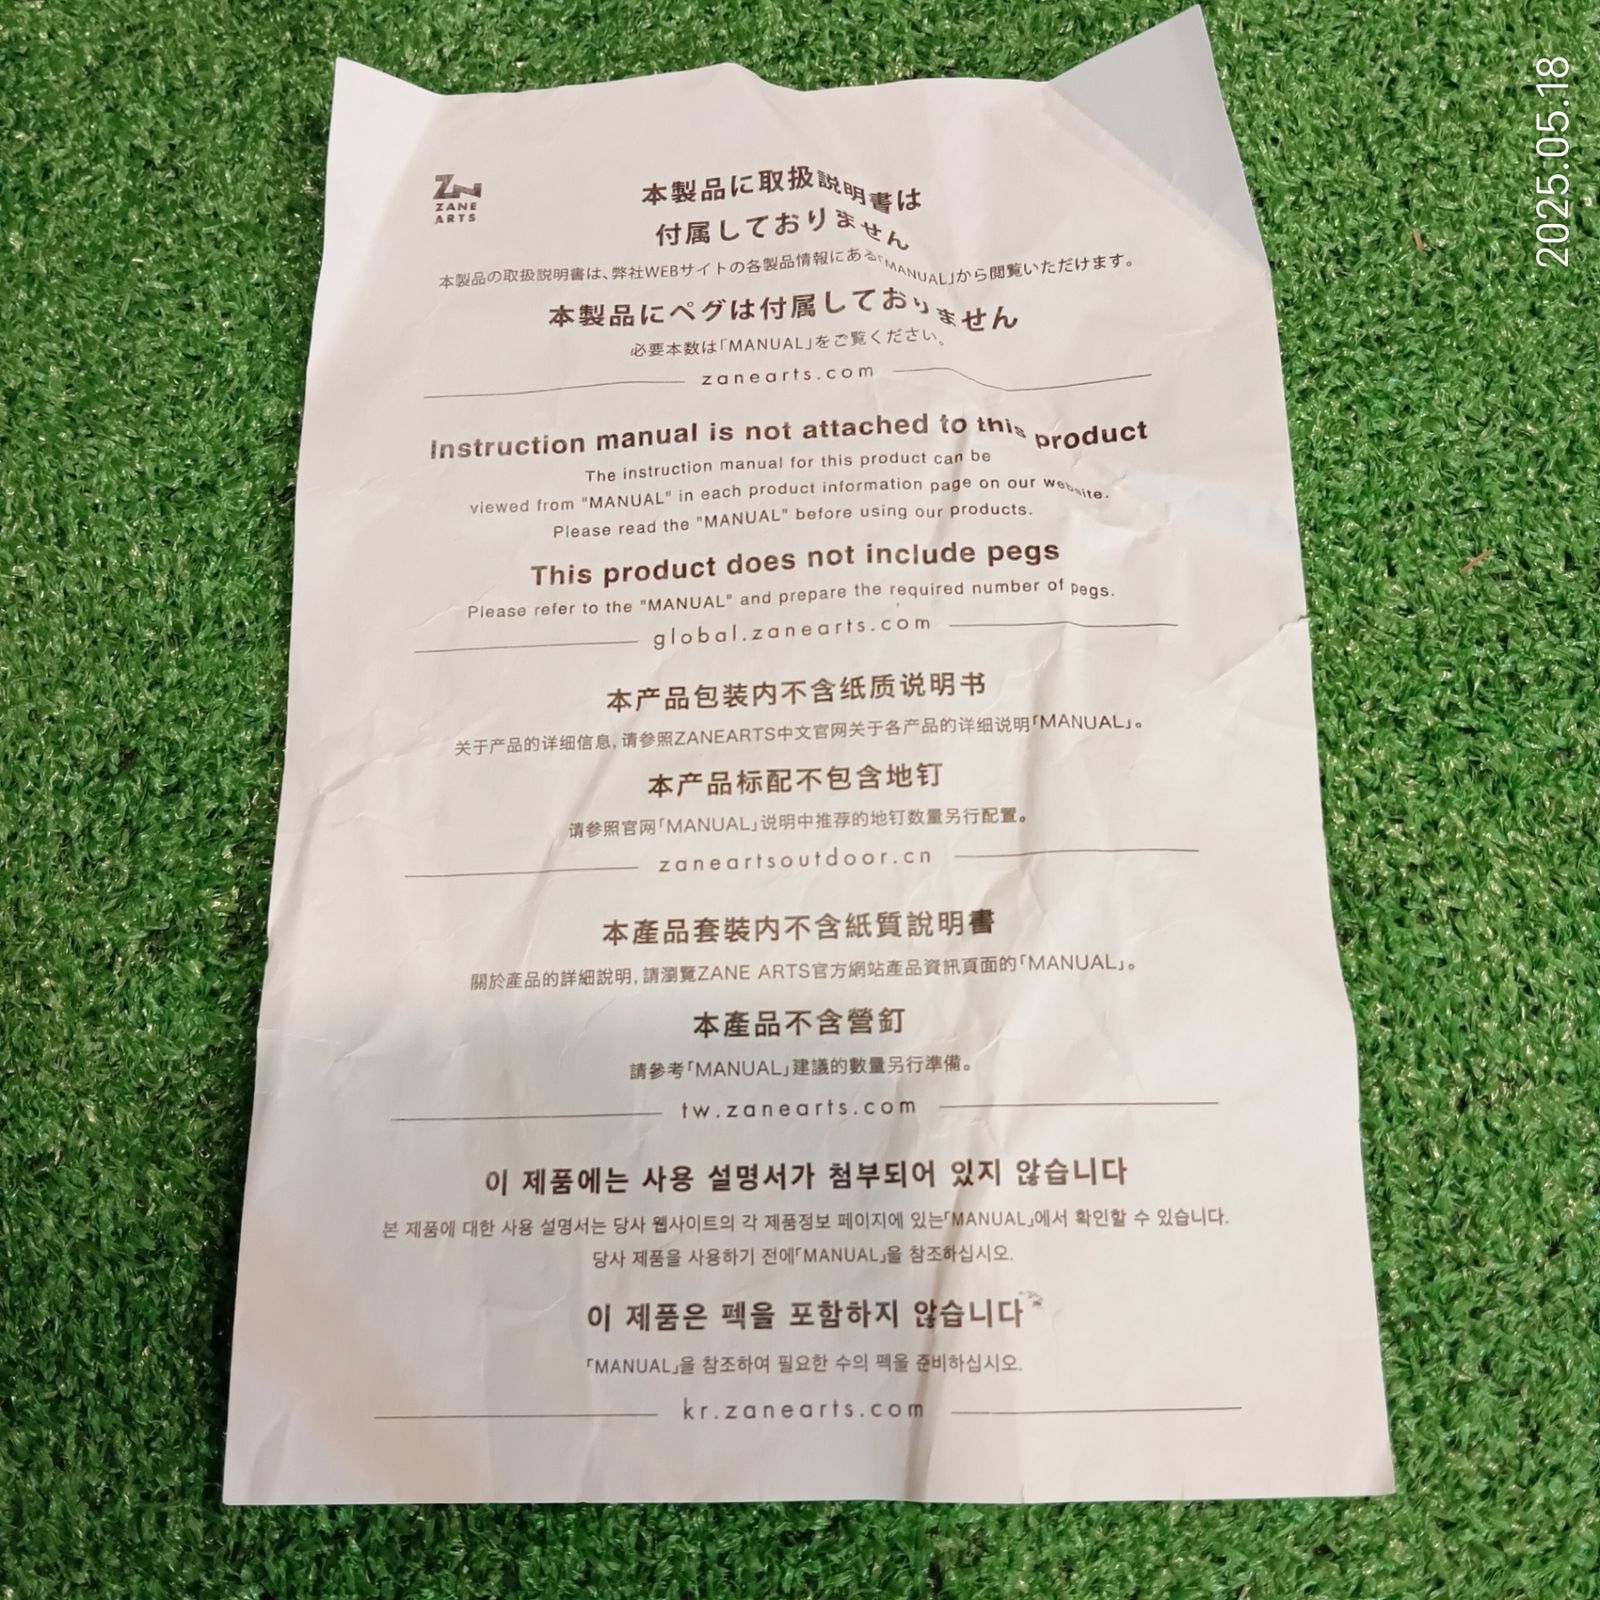 ZN
ZANE
ARTS
本製品に取扱説明書は
付属しておりません
本製品の取扱説明書は、弊社WEBサイトの各製品情報にある「MANUAL」から閲覧いただけます。
本製品にペグは付属しておりません
必要本数は「MANUAL」をご覧ください。
zanearts.com
Instruction manual is not attached to this product
The instruction manual for this product can be
viewed from "MANUAL" in each product information page on our website.
Please read the "MANUAL" before using our products.
This product does not include pegs
Please refer to the "MANUAL" and prepare the required number of pegs.
global.zanearts.com
本产品包装内不含纸质说明书
关于产品的详细信息,请参照ZANEARTS中文官网关于各产品的详细说明「MANUAL」。
本产品标配不包含地钉
请参照官网「MANUAL」说明中推荐的地钉数量另行配置。
zaneartsoutdoor.cn
本產品套裝內不含紙質說明書
關於產品的詳細說明,請瀏覽ZANE ARTS官方網站產品資訊頁面的「MANUAL」。
本產品不含營釘
請參考「MANUAL」建議的數量另行準備。
tw.zanearts.com
이 제품에는 사용 설명서가 첨부되어 있지 않습니다
본 제품에 대한 사용 설명서는 당사 웹사이트의 각 제품정보 페이지에 있는「MANUAL」에서 확인할 수 있습니다.
당사 제품을 사용하기 전에「MANUAL」을 참조하십시오.
이 제품은 펙을 포함하지 않습니다
「MANUAL」을 참조하여 필요한 수의 펙을 준비하십시오.
kr.zanearts.com
2025.05.18